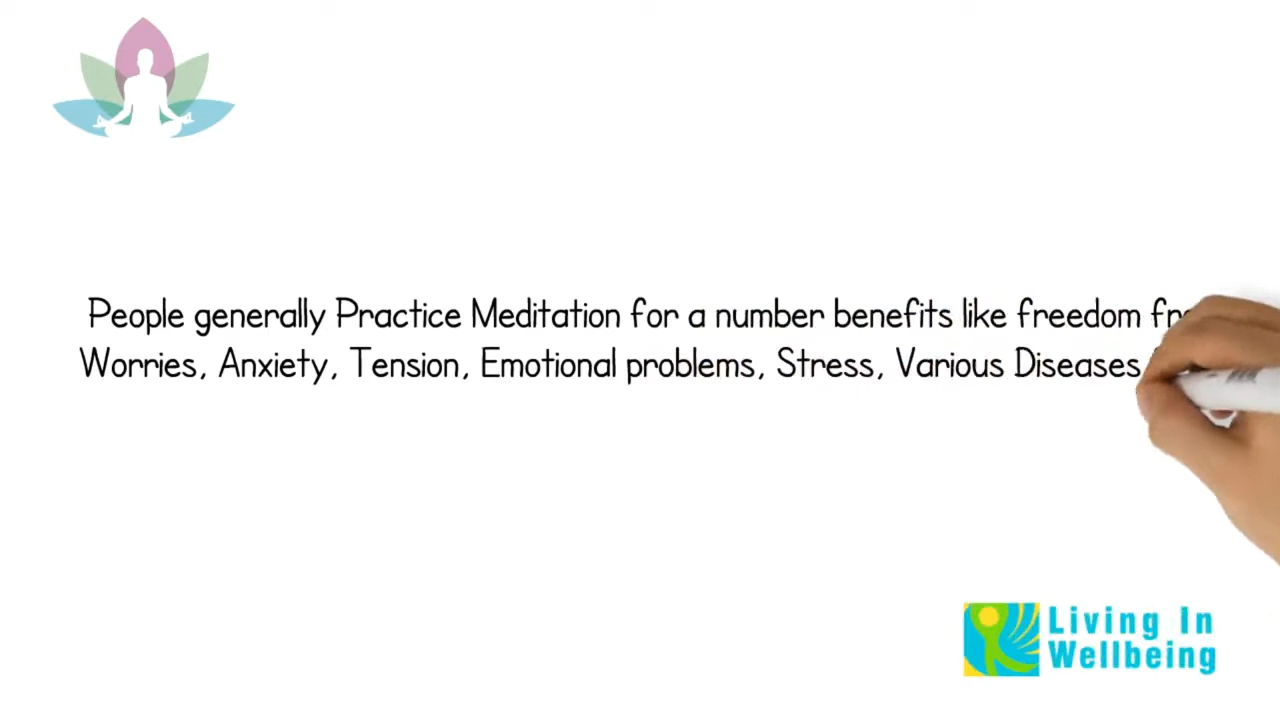 People generally Practice Meditation for a number benefits like freedom
Worries, Anxiety, Tension, Emotional problems, Stress, Various Diseases
Living In
Wellbeing